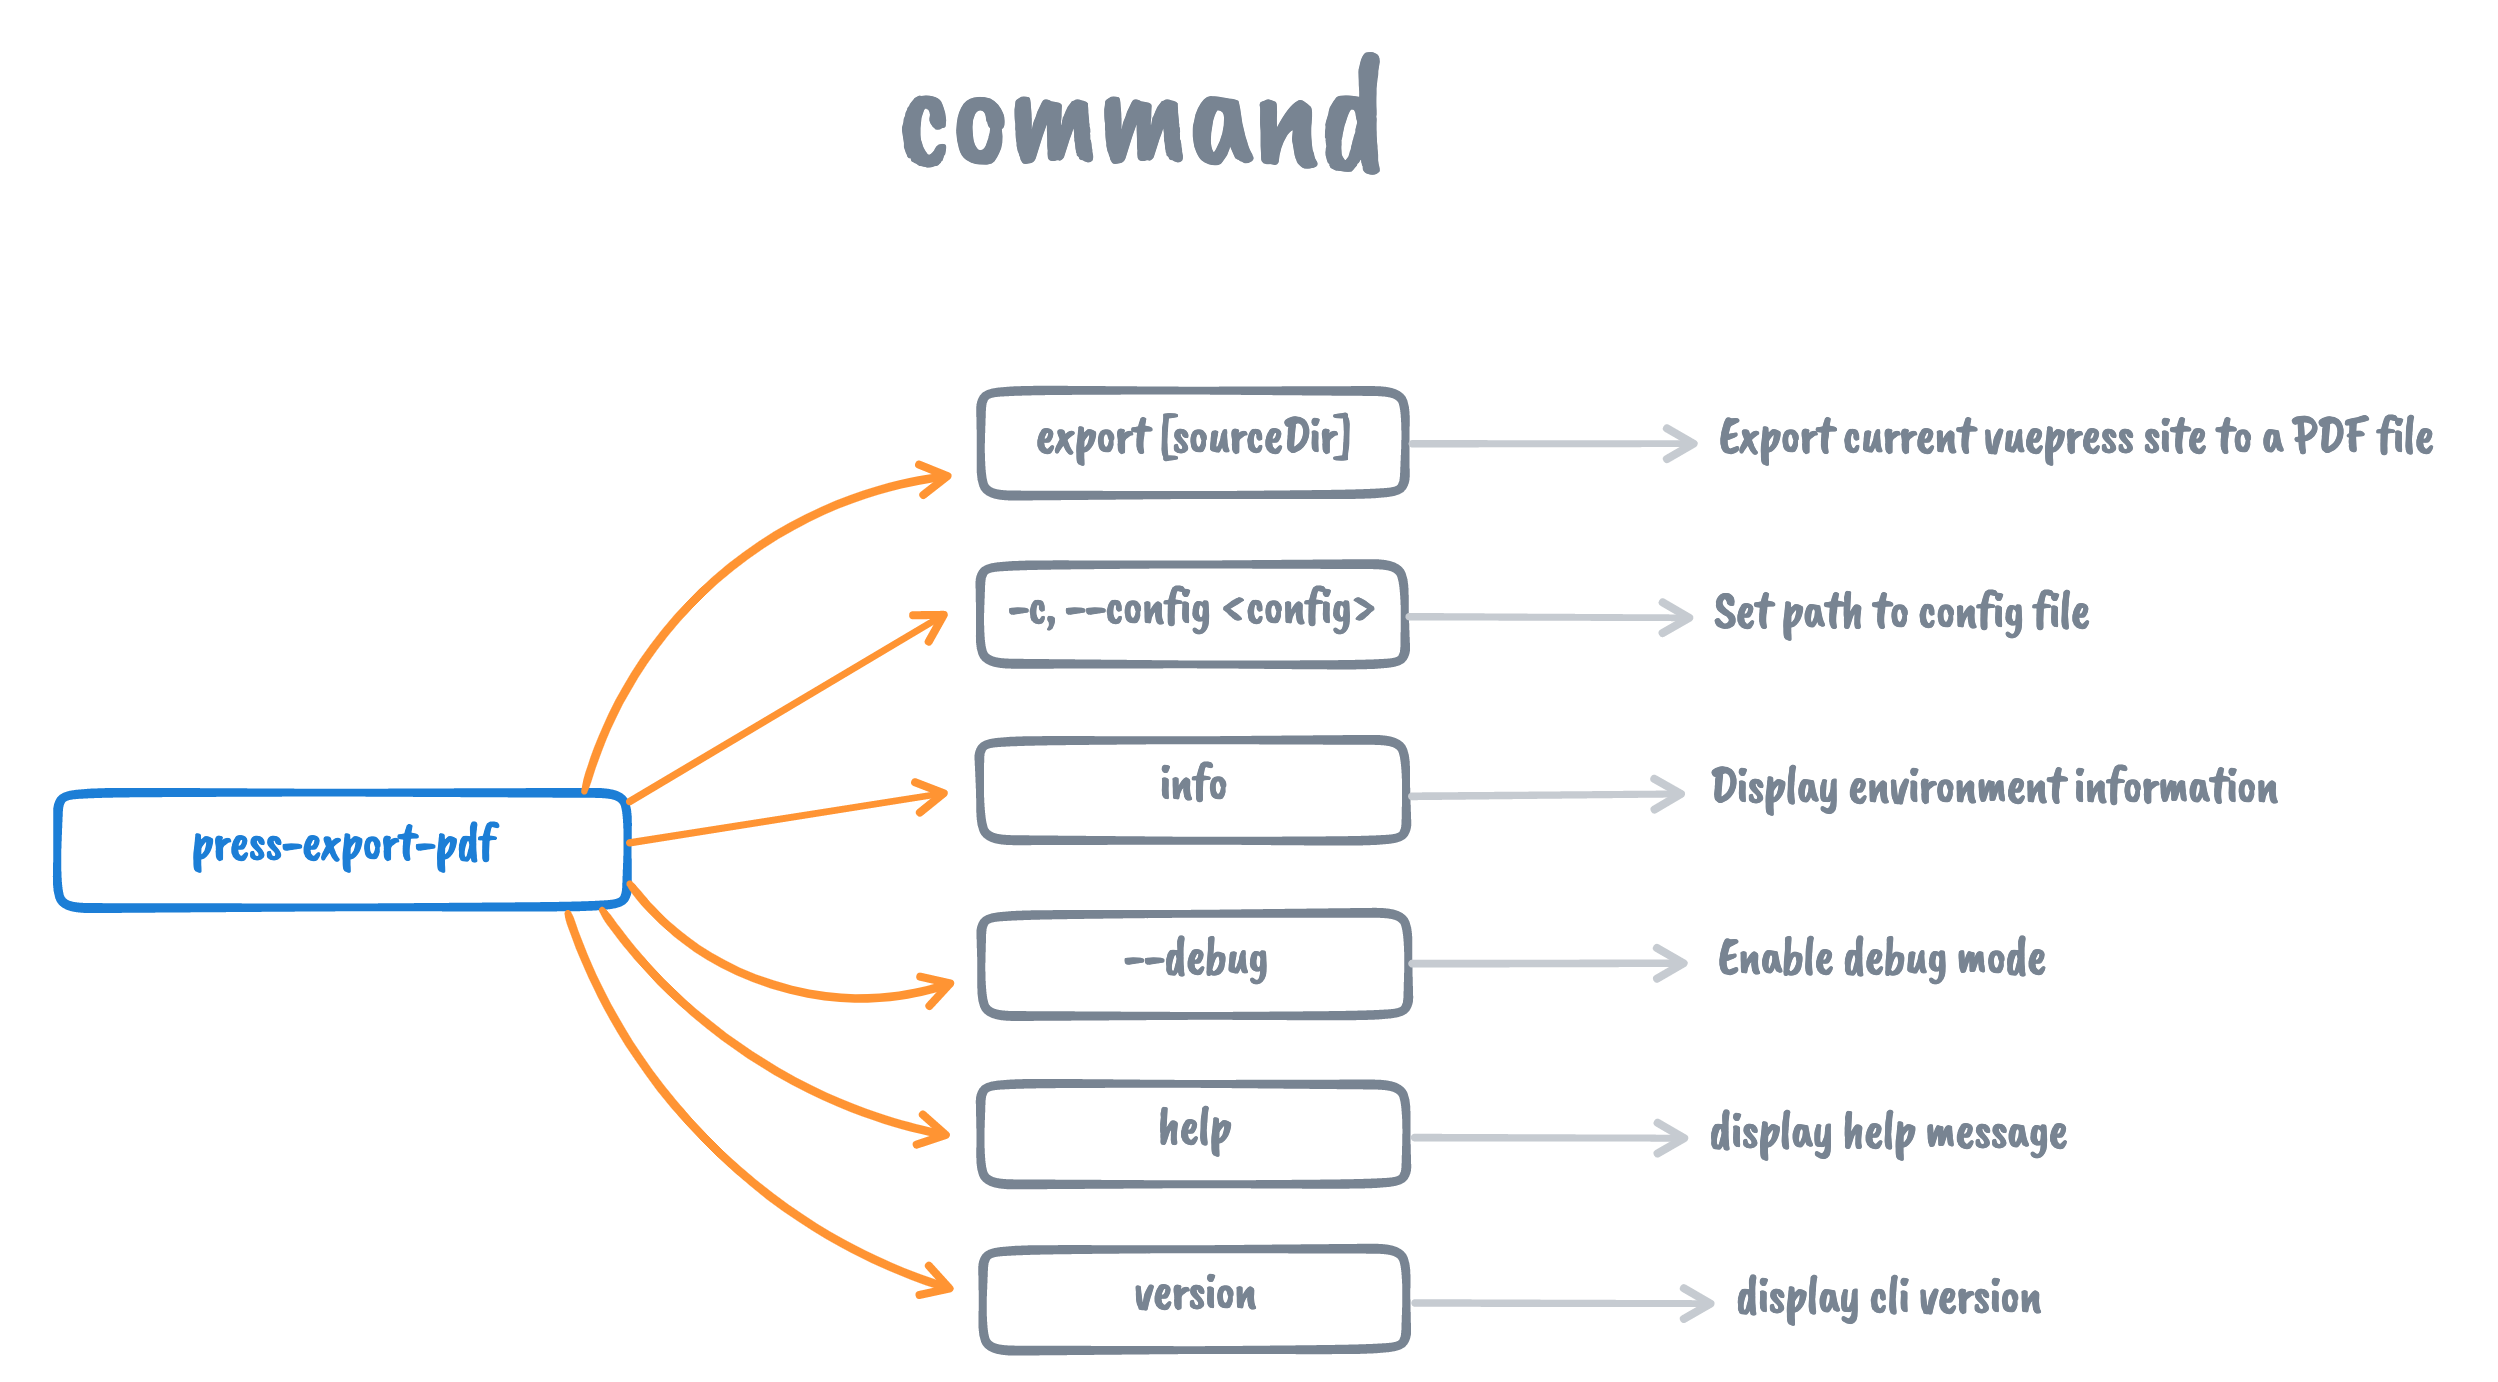 command
export [sourceDir]
Export current vuepress site to a PDF file
--c, ---config <config>
Set path to config file
info
Display environment information
press-export-pdf
---debug
Enable debug mode
help
display help message
version
display cli version